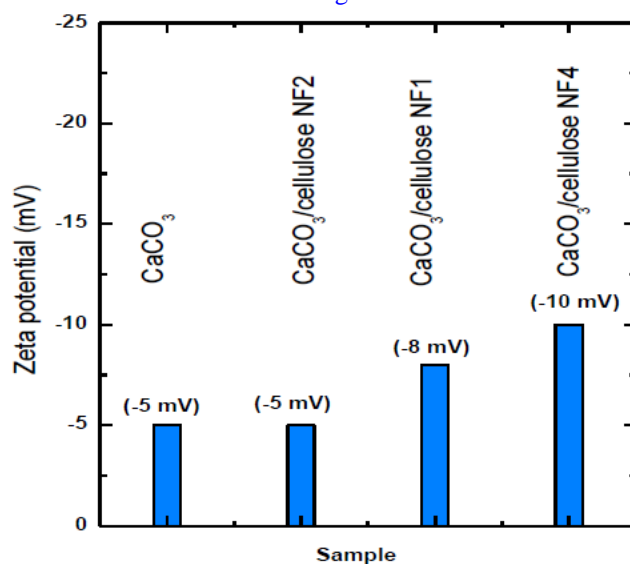 -25
-20
-15
-10
-5
0
Zeta potential (mV)
CaCO₃
CaCO₃/cellulose NF2
CaCO₃/cellulose NF1
CaCO₃/cellulose NF4
(-5 mV)
(-5 mV)
(-8 mV)
(-10 mV)
Sample